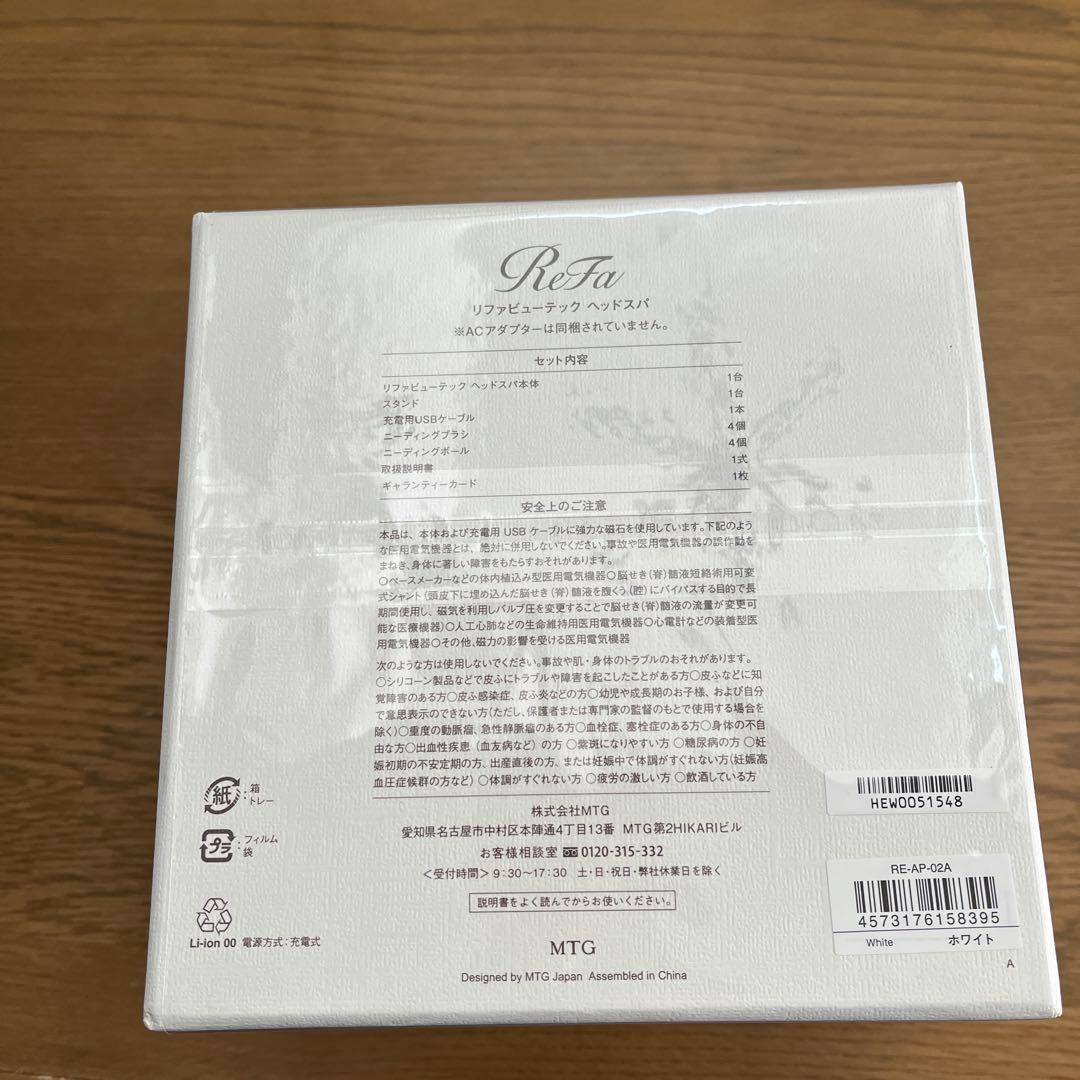 ReFa
リファビューテック ヘッドスパ
※ACアダプターは同梱されていません。
セット内容
リファビューテック ヘッドスパ本体 1台
スタンド 1台
充電用USBケーブル 1本
ニーディングブラシ 4個
ニーディングボール 4個
取扱説明書 1式
ギャランティーカード 1枚
安全上のご注意
本品は、本体および充電用 USB ケーブルに強力な磁石を使用しています。下記のよう
な医用電気機器とは、絶対に併用しないでください。事故や医用電気機器の誤作動を
まねき、身体に著しい障害をもたらすおそれがあります。
○ペースメーカーなどの体内植込み型医用電気機器○脳せき(脊)髄液短絡術用可変
式シャント(頭皮下に埋め込んだ脳せき(脊)髄液を腹くう(腔)にバイパスする目的で長
期間使用し、磁気を利用しバルブ圧を変更することで脳せき(脊)髄液の流量が変更可
能な医療機器)○人工心肺などの生命維持用医用電気機器○心電計などの装着型医
用電気機器○その他、磁力の影響を受ける医用電気機器
次のような方は使用しないでください。事故や肌・身体のトラブルのおそれがあります。
○シリコーン製品などで皮ふにトラブルや障害を起こしたことがある方○皮ふなどに知
覚障害のある方○皮ふ感染症、皮ふ炎などの方○幼児や成長期のお子様、および自分
で意思表示のできない方(ただし、保護者または専門家の監督のもとで使用する場合を
除く)○重度の動脈瘤、急性静脈瘤のある方○血栓症、塞栓症のある方○身体の不自
由な方○出血性疾患(血友病など)の方○紫斑になりやすい方○糖尿病の方○妊
娠初期の不安定期の方、出産直後の方、または妊娠中で体調がすぐれない方(妊娠高
血圧症候群の方など)○体調がすぐれない方○疲労の激しい方○飲酒している方
株式会社MTG
愛知県名古屋市中村区本陣通4丁目13番 MTG第2HIKARIビル
お客様相談室 0120-315-332
<受付時間>9:30〜17:30 土・日・祝日・弊社休業日を除く
説明書をよく読んでからお使いください。
MTG
Designed by MTG Japan Assembled in China
紙 : 箱
トレー
プラ : フィルム
袋
Li-ion 00 電源方式:充電式
HEW0051548
RE-AP-02A
4573176158395
White ホワイト
A